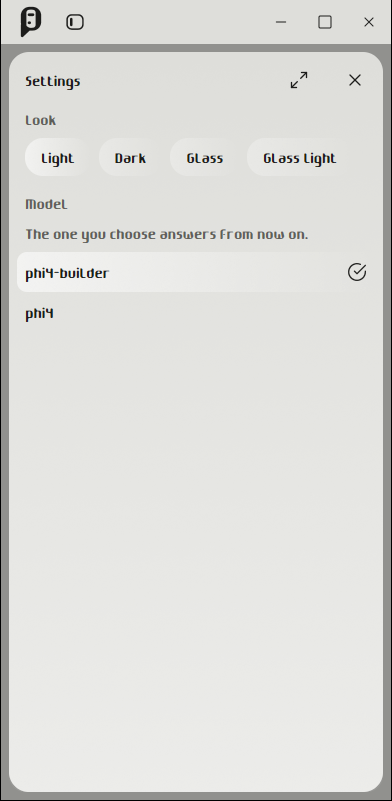 Settings
Look
Light Dark Glass Glass Light
Model
The one you choose answers from now on.
phi4-builder
phi4